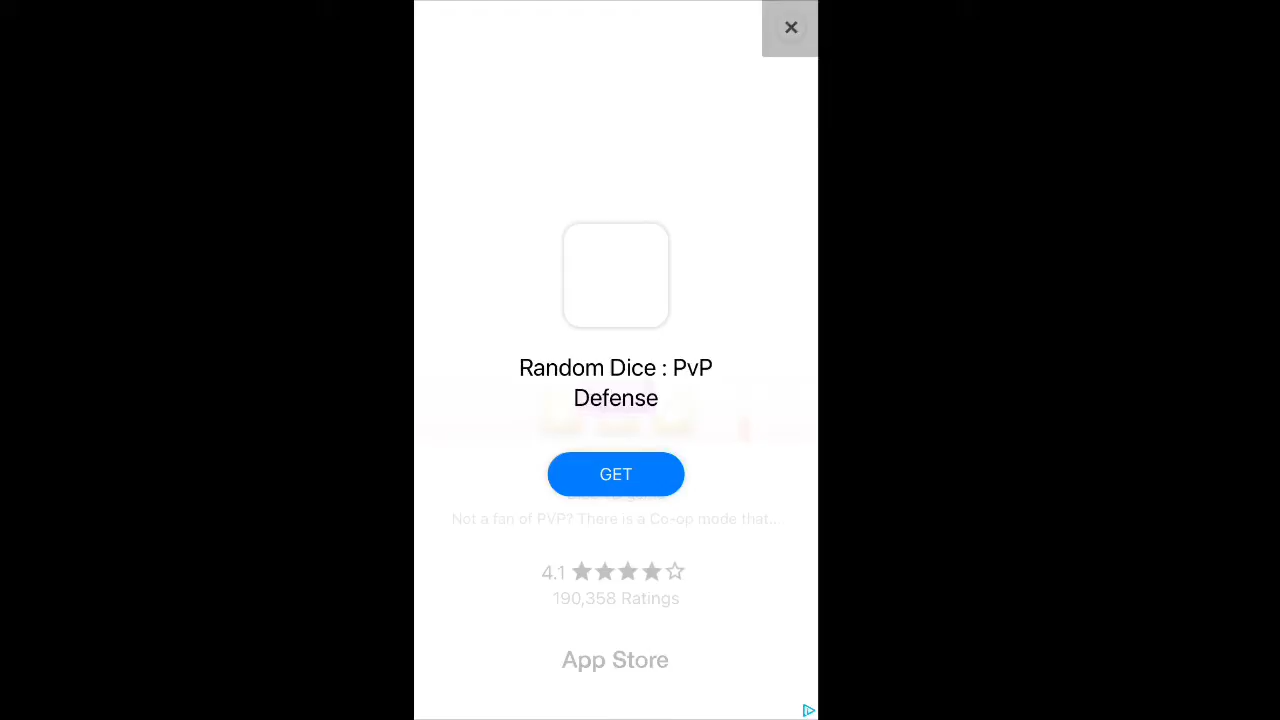 Random Dice : PvP
Defense
GET
Not a fan of PVP? There is a Co-op mode that...
4.1
190,358 Ratings
App Store